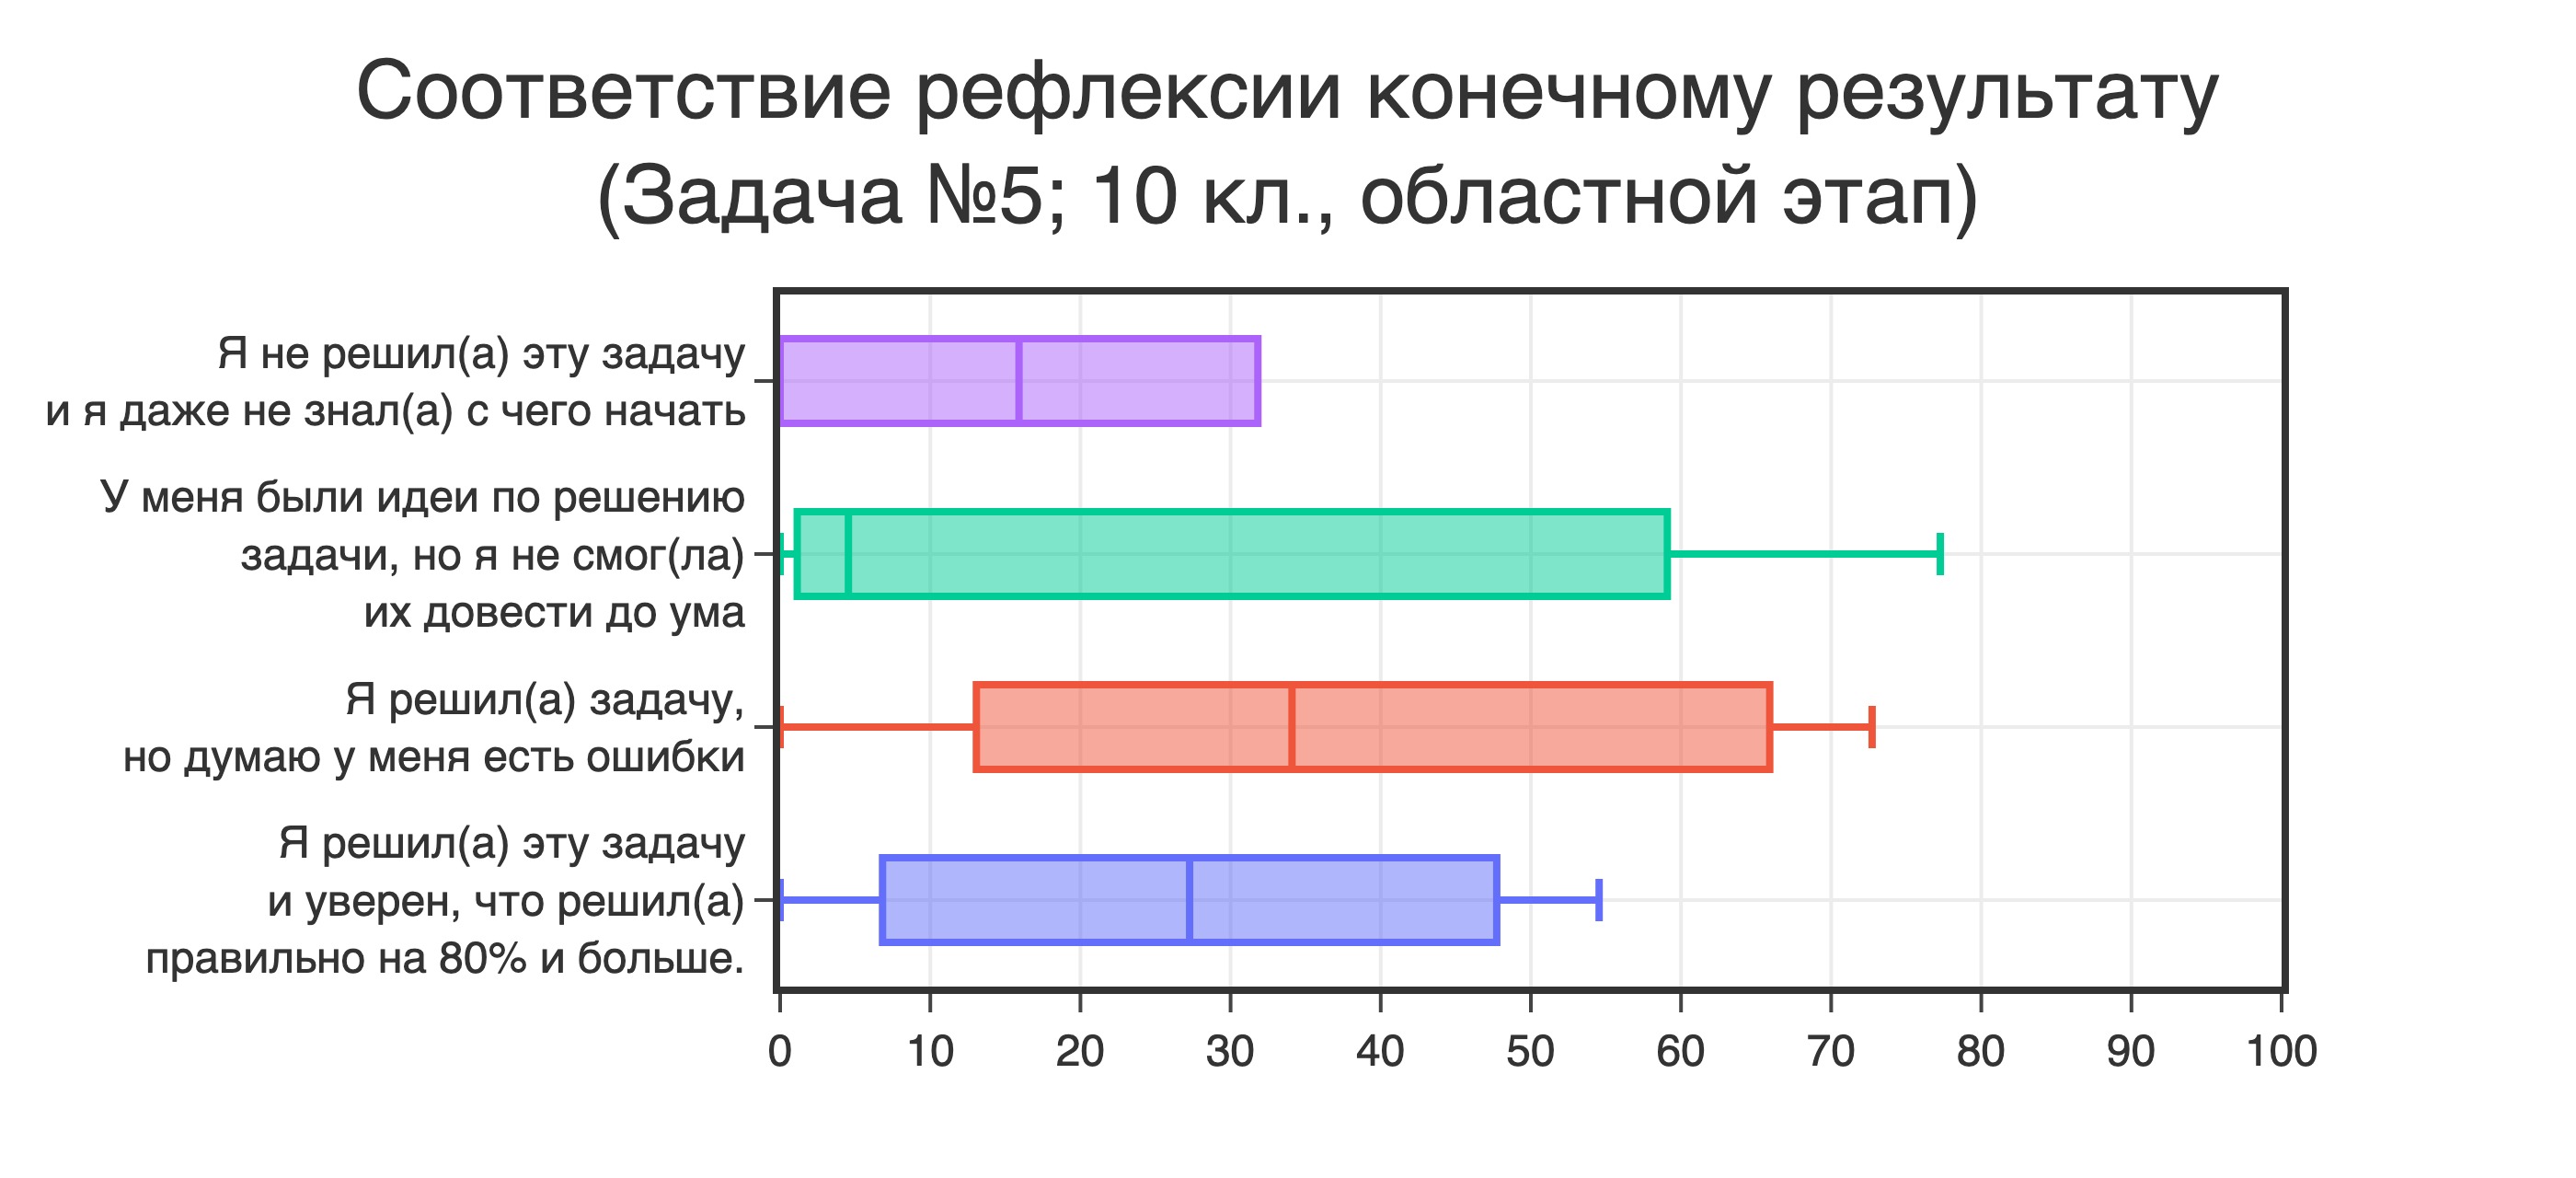 Соответствие рефлексии конечному результату
(Задача №5; 10 кл., областной этап)
Я не решил(а) эту задачу
и я даже не знал(а) с чего начать
У меня были идеи по решению
задачи, но я не смог(ла)
их довести до ума
Я решил(а) задачу,
но думаю у меня есть ошибки
Я решил(а) эту задачу
и уверен, что решил(а)
правильно на 80% и больше.
0 10 20 30 40 50 60 70 80 90 100